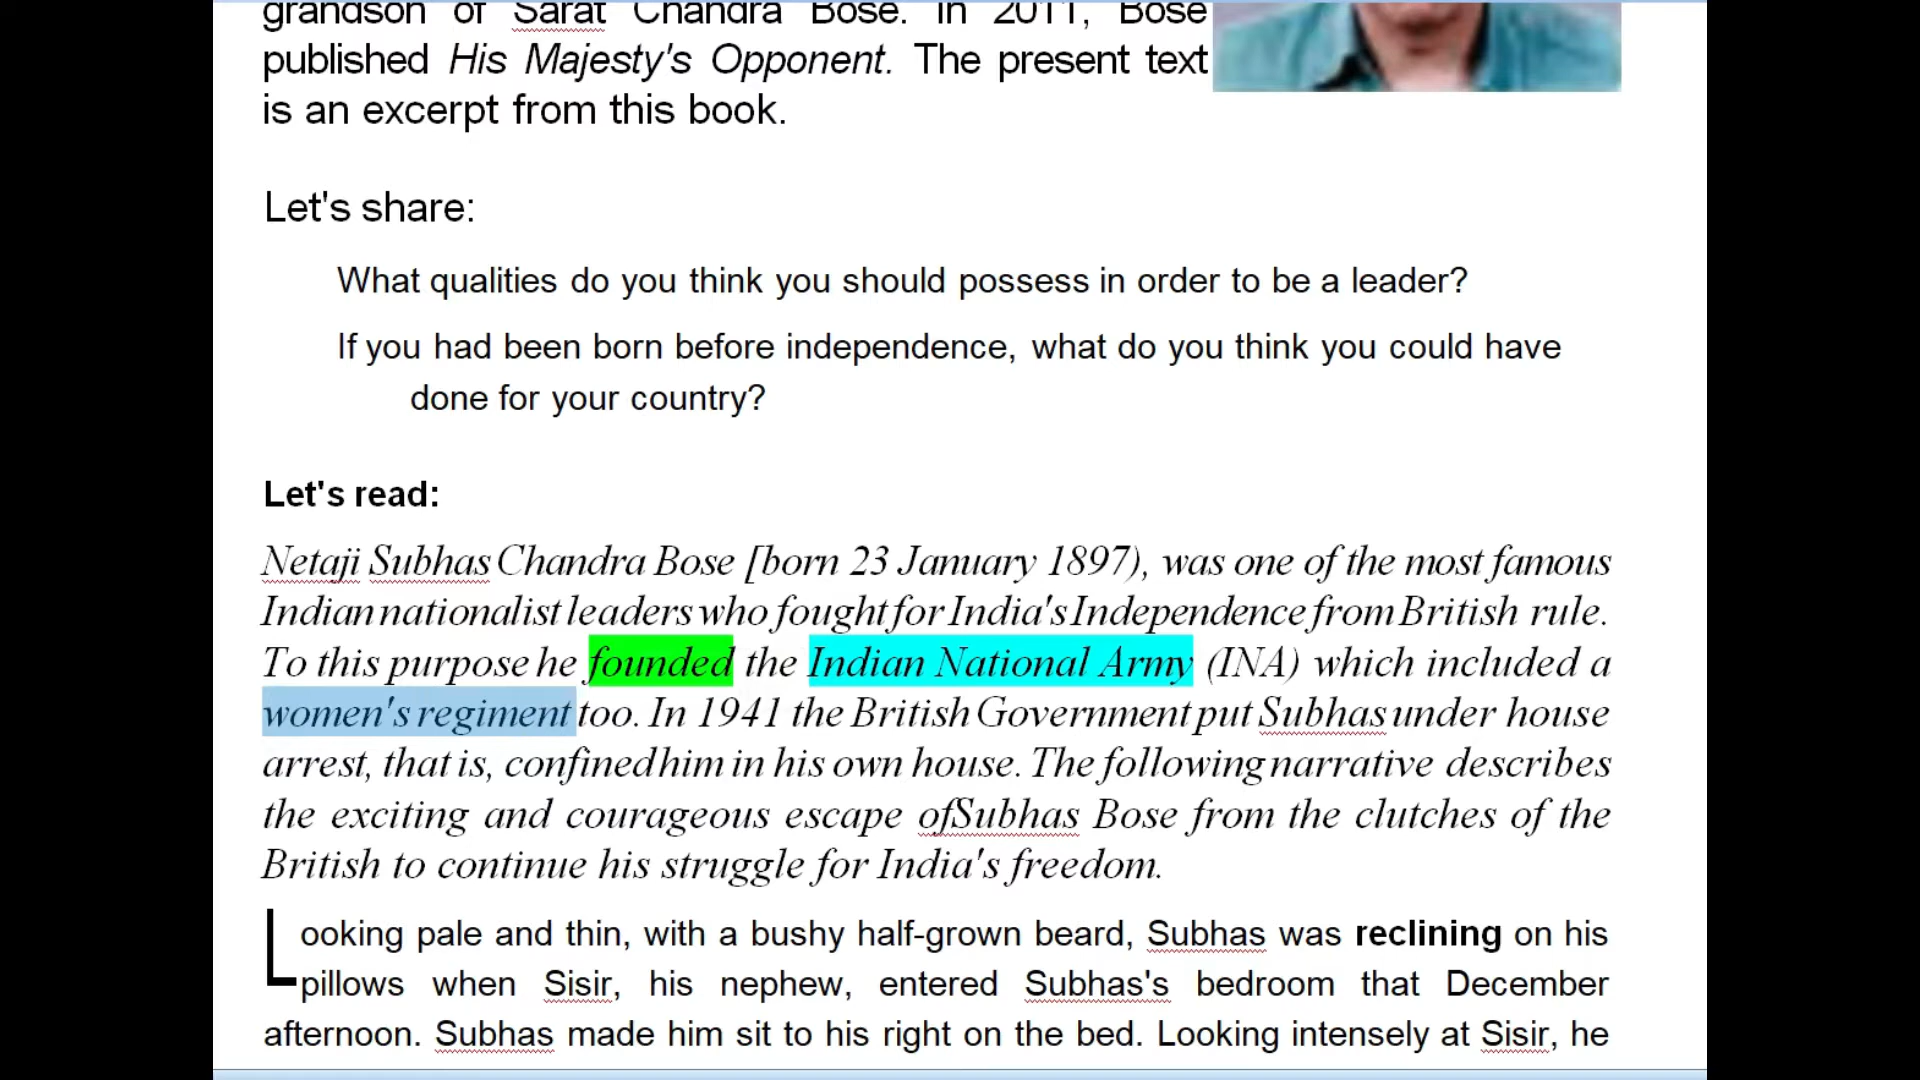 grandson of Sarat Chandra Bose. In 2011, Bose
published His Majesty's Opponent. The present text
is an excerpt from this book.
Let's share:
What qualities do you think you should possess in order to be a leader?
If you had been born before independence, what do you think you could have
done for your country?
Let's read:
Netaji Subhas Chandra Bose [born 23 January 1897), was one of the most famous
Indian nationalist leaders who fought for India's Independence from British rule.
To this purpose he founded the Indian National Army (INA) which included a
women's regiment too. In 1941 the British Government put Subhas under house
arrest, that is, confined him in his own house. The following narrative describes
the exciting and courageous escape ofSubhas Bose from the clutches of the
British to continue his struggle for India's freedom.
Looking pale and thin, with a bushy half-grown beard, Subhas was reclining on his
pillows when Sisir, his nephew, entered Subhas's bedroom that December
afternoon. Subhas made him sit to his right on the bed. Looking intensely at Sisir, he